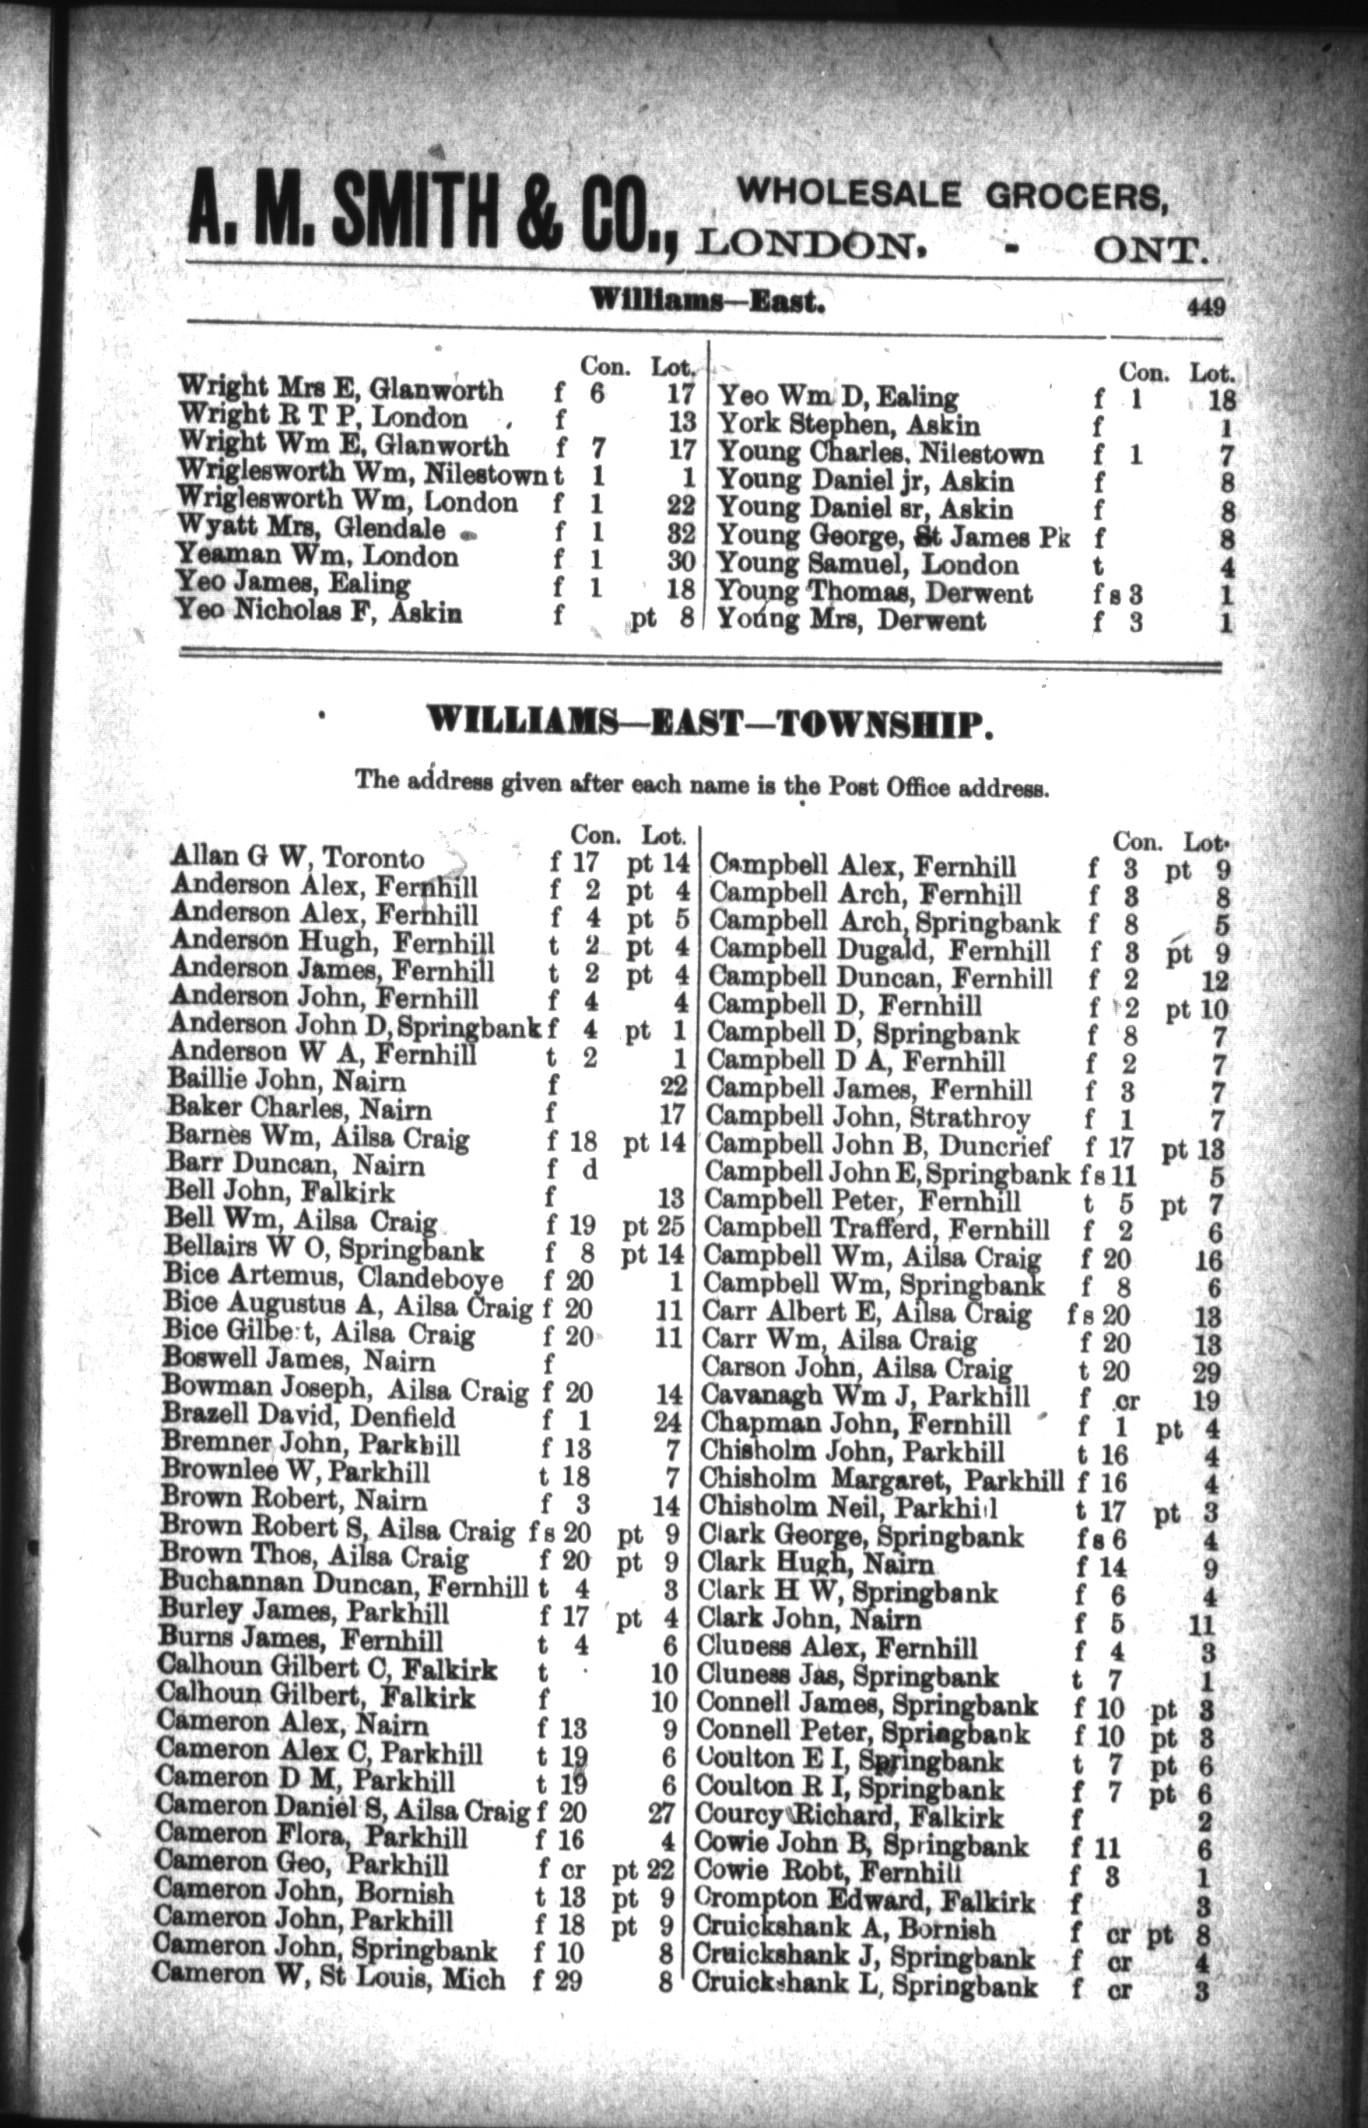 A. M. SMITH & CO., WHOLESALE GROCERS,
LONDON, - ONT.
Williams—East. 449
Con. Lot.
Wright Mrs E, Glanworth f 6 17
Wright R T P, London f 13
Wright Wm E, Glanworth f 7 17
Wriglesworth Wm, Nilestown t 1 1
Wriglesworth Wm, London f 1 22
Wyatt Mrs, Glendale f 1 32
Yeaman Wm, London f 1 30
Yeo James, Ealing f 1 18
Yeo Nicholas F, Askin f pt 8
Con. Lot.
Yeo Wm D, Ealing f 1 18
York Stephen, Askin f 1
Young Charles, Nilestown f 1 7
Young Daniel jr, Askin f 8
Young Daniel sr, Askin f 8
Young George, St James Pk f 8
Young Samuel, London t 4
Young Thomas, Derwent f s 3 1
Young Mrs, Derwent f 3 1
WILLIAMS—EAST—TOWNSHIP.
The address given after each name is the Post Office address.
Con. Lot.
Allan G W, Toronto f 17 pt 14
Anderson Alex, Fernhill f 2 pt 4
Anderson Alex, Fernhill f 4 pt 5
Anderson Hugh, Fernhill t 2 pt 4
Anderson James, Fernhill t 2 pt 4
Anderson John, Fernhill f 4 4
Anderson John D, Springbank f 4 pt 1
Anderson W A, Fernhill t 2 1
Baillie John, Nairn f 22
Baker Charles, Nairn f 17
Barnes Wm, Ailsa Craig f 18 pt 14
Barr Duncan, Nairn f d
Bell John, Falkirk f 13
Bell Wm, Ailsa Craig f 19 pt 25
Bellairs W O, Springbank f 8 pt 14
Bice Artemus, Clandeboye f 20 1
Bice Augustus A, Ailsa Craig f 20 11
Bice Gilbert, Ailsa Craig f 20 11
Boswell James, Nairn f
Bowman Joseph, Ailsa Craig f 20 14
Brazell David, Denfield f 1 24
Bremner John, Parkhill f 13 7
Brownlee W, Parkhill t 18 7
Brown Robert, Nairn f 3 14
Brown Robert S, Ailsa Craig f s 20 pt 9
Brown Thos, Ailsa Craig f 20 pt 9
Buchannan Duncan, Fernhill t 4 3
Burley James, Parkhill f 17 pt 4
Burns James, Fernhill t 4 6
Calhoun Gilbert C, Falkirk t 10
Calhoun Gilbert, Falkirk f 10
Cameron Alex, Nairn f 13 9
Cameron Alex C, Parkhill t 19 6
Cameron D M, Parkhill t 19 6
Cameron Daniel S, Ailsa Craig f 20 27
Cameron Flora, Parkhill f 16 4
Cameron Geo, Parkhill f cr pt 22
Cameron John, Bornish t 13 pt 9
Cameron John, Parkhill f 18 pt 9
Cameron John, Springbank f 10 8
Cameron W, St Louis, Mich f 29 8
Con. Lot.
Campbell Alex, Fernhill f 3 pt 9
Campbell Arch, Fernhill f 3 8
Campbell Arch, Springbank f 8 5
Campbell Dugald, Fernhill f 3 pt 9
Campbell Duncan, Fernhill f 2 12
Campbell D, Fernhill f 2 pt 10
Campbell D, Springbank f 8 7
Campbell D A, Fernhill f 2 7
Campbell James, Fernhill f 3 7
Campbell John, Strathroy f 1 7
Campbell John B, Duncrief f 17 pt 13
Campbell John E, Springbank f s 11 5
Campbell Peter, Fernhill t 5 pt 7
Campbell Trafferd, Fernhill f 2 6
Campbell Wm, Ailsa Craig f 20 16
Campbell Wm, Springbank f 8 6
Carr Albert E, Ailsa Craig f s 20 13
Carr Wm, Ailsa Craig f 20 13
Carson John, Ailsa Craig t 20 29
Cavanagh Wm J, Parkhill f cr 19
Chapman John, Fernhill f 1 pt 4
Chisholm John, Parkhill t 16 4
Chisholm Margaret, Parkhill f 16 4
Chisholm Neil, Parkhill t 17 pt 3
Clark George, Springbank f s 6 4
Clark Hugh, Nairn f 14 9
Clark H W, Springbank f 6 4
Clark John, Nairn f 5 11
Cluness Alex, Fernhill f 4 3
Cluness Jas, Springbank t 7 1
Connell James, Springbank f 10 pt 3
Connell Peter, Springbank f 10 pt 3
Coulton E I, Springbank t 7 pt 6
Coulton R I, Springbank f 7 pt 6
Courcy Richard, Falkirk f 2
Cowie John B, Springbank f 11 6
Cowie Robt, Fernhill f 3 1
Crompton Edward, Falkirk f 3
Cruickshank A, Bornish f cr pt 8
Cruickshank J, Springbank f cr 4
Cruickshank L, Springbank f cr 3